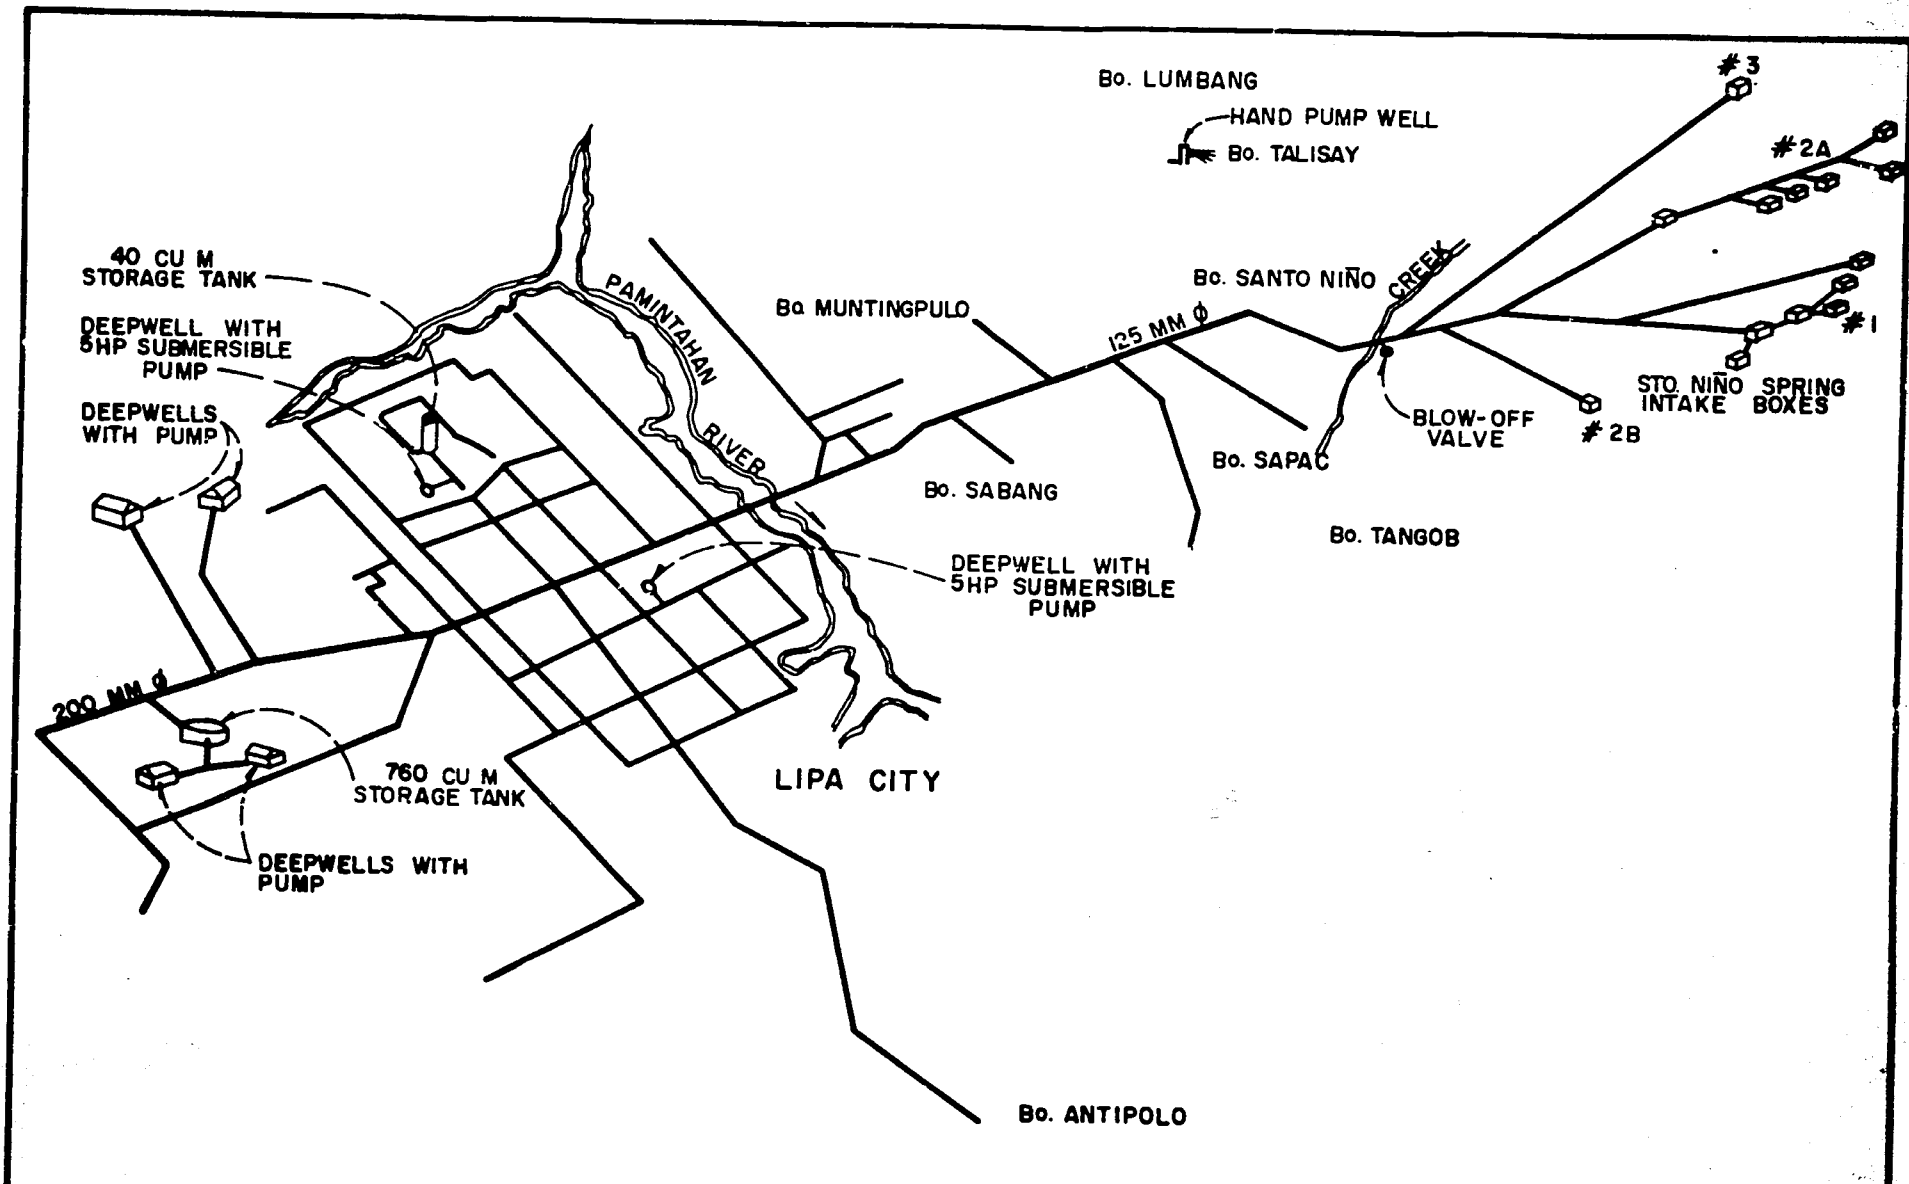 # 3
Bo. LUMBANG
HAND PUMP WELL
Bo. TALISAY
# 2A
40 CU M
STORAGE TANK
PAMINTAHAN
RIVER
Bo. SANTO NIÑO
CREEK
Bo. MUNTINGPULO
125 MM ϕ
# 1
DEEPWELL WITH
5HP SUBMERSIBLE
PUMP
STO. NIÑO SPRING
INTAKE BOXES
DEEPWELLS
WITH PUMP
BLOW-OFF
VALVE
# 2B
Bo. SAPAC
Bo. SABANG
Bo. TANGOB
DEEPWELL WITH
5HP SUBMERSIBLE
PUMP
200 MM ϕ
760 CU M
STORAGE TANK
LIPA CITY
DEEPWELLS WITH
PUMP
Bo. ANTIPOLO